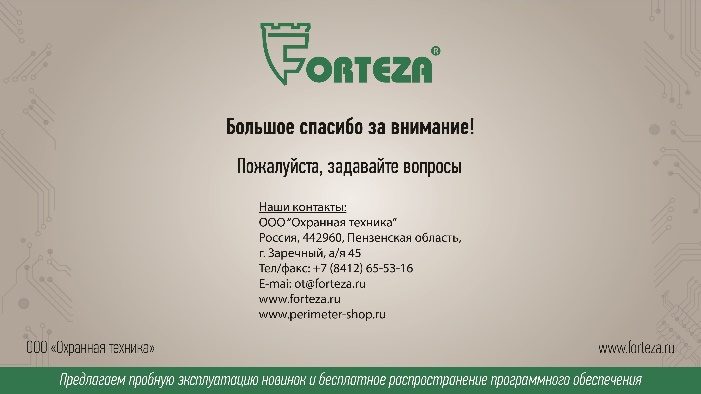 FORTEZA®
Большое спасибо за внимание!
Пожалуйста, задавайте вопросы
Наши контакты:
ООО "Охранная техника"
Россия, 442960, Пензенская область,
г. Заречный, а/я 45
Тел/факс: +7 (8412) 65-53-16
E-mai: ot@forteza.ru
www.forteza.ru
www.perimeter-shop.ru
ООО «Охранная техника»
www.forteza.ru
Предлагаем пробную эксплуатацию новинок и бесплатное распространение программного обеспечения